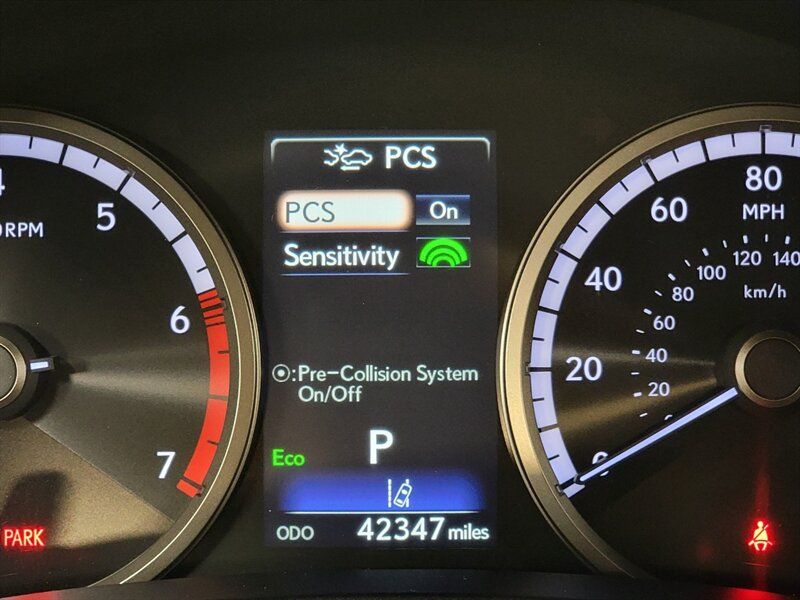 PCS
PCS On
Sensitivity
⦿:Pre-Collision System
On/Off
P
Eco
ODO 42347 miles
4
5
6
7
RPM
PARK
0
20
40
60
80
MPH
20
40
60
80
100
120
140
km/h